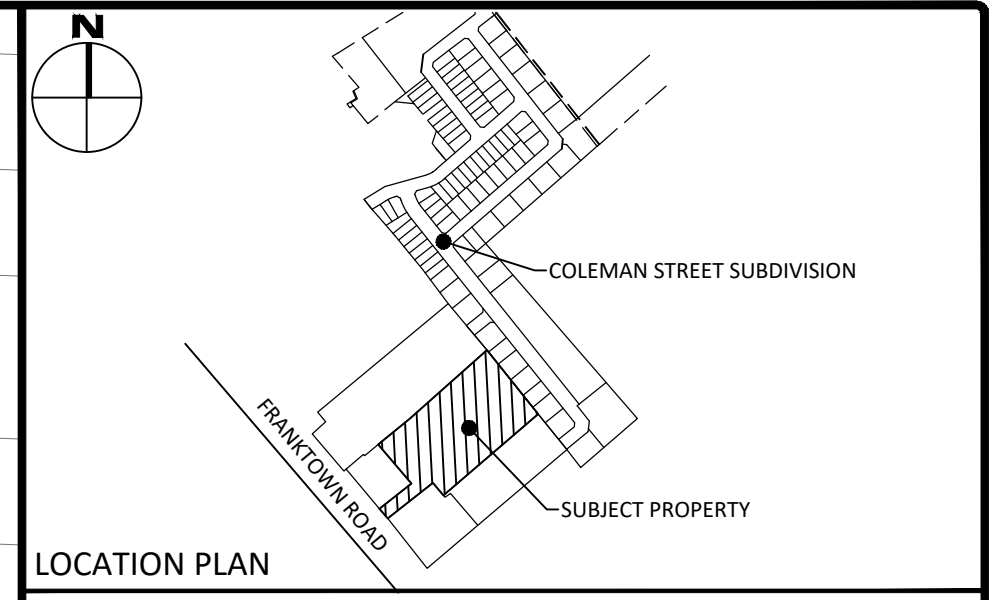 N
COLEMAN STREET SUBDIVISION
FRANKTOWN ROAD
SUBJECT PROPERTY
LOCATION PLAN